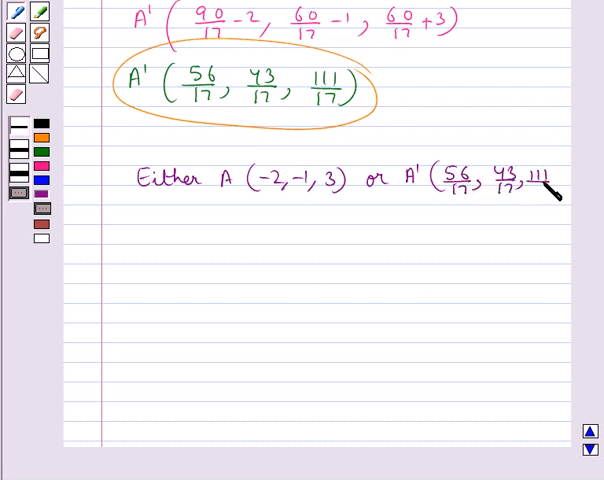 A' (90/17 - 2, 60/17 - 1, 60/17 + 3)
A' (56/17, 43/17, 111/17)
Either A (-2, -1, 3) or A' (56/17, 43/17, 111